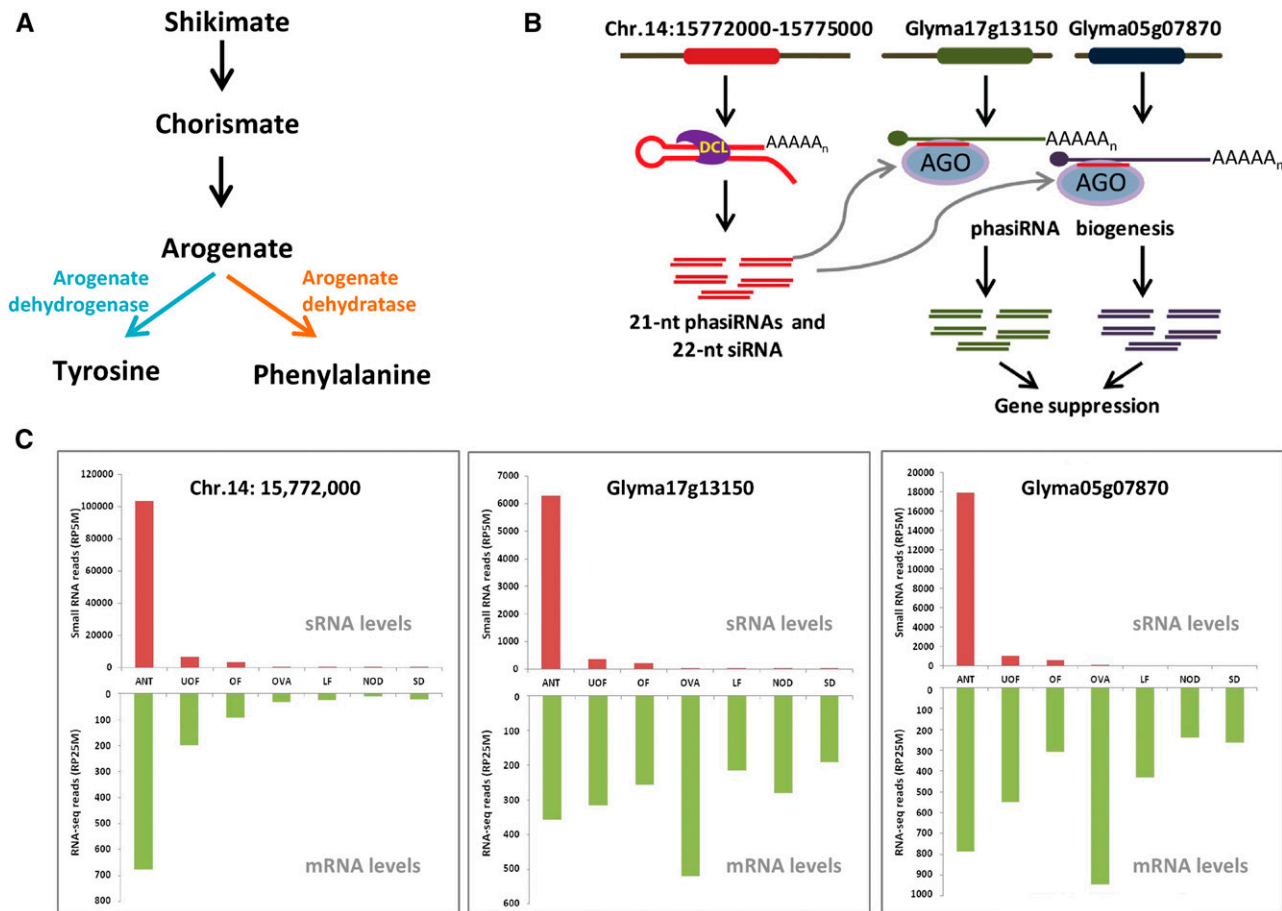 A
Shikimate
Chorismate
Arogenate
Arogenate
dehydrogenase
Arogenate
dehydratase
Tyrosine
Phenylalanine
B
Chr.14:15772000-15775000
Glyma17g13150
Glyma05g07870
DCL
AAAAAn
AAAAAn
AGO
AAAAAn
AGO
21-nt phasiRNAs and
22-nt siRNA
phasiRNA biogenesis
Gene suppression
C
Chr.14: 15,772,000
Small RNA reads (RP5M)
120000
100000
80000
60000
40000
20000
0
sRNA levels
ANT UOF OF OVA LF NOD SD
RNA-seq reads (RP25M)
0
100
200
300
400
500
600
700
800
mRNA levels
Glyma17g13150
Small RNA reads (RP5M)
7000
6000
5000
4000
3000
2000
1000
0
sRNA levels
ANT UOF OF OVA LF NOD SD
RNA-seq reads (RP25M)
0
100
200
300
400
500
600
mRNA levels
Glyma05g07870
Small RNA reads (RP5M)
20000
18000
16000
14000
12000
10000
8000
6000
4000
2000
0
sRNA levels
ANT UOF OF OVA LF NOD SD
RNA-seq reads (RP25M)
0
100
200
300
400
500
600
700
800
900
1000
mRNA levels